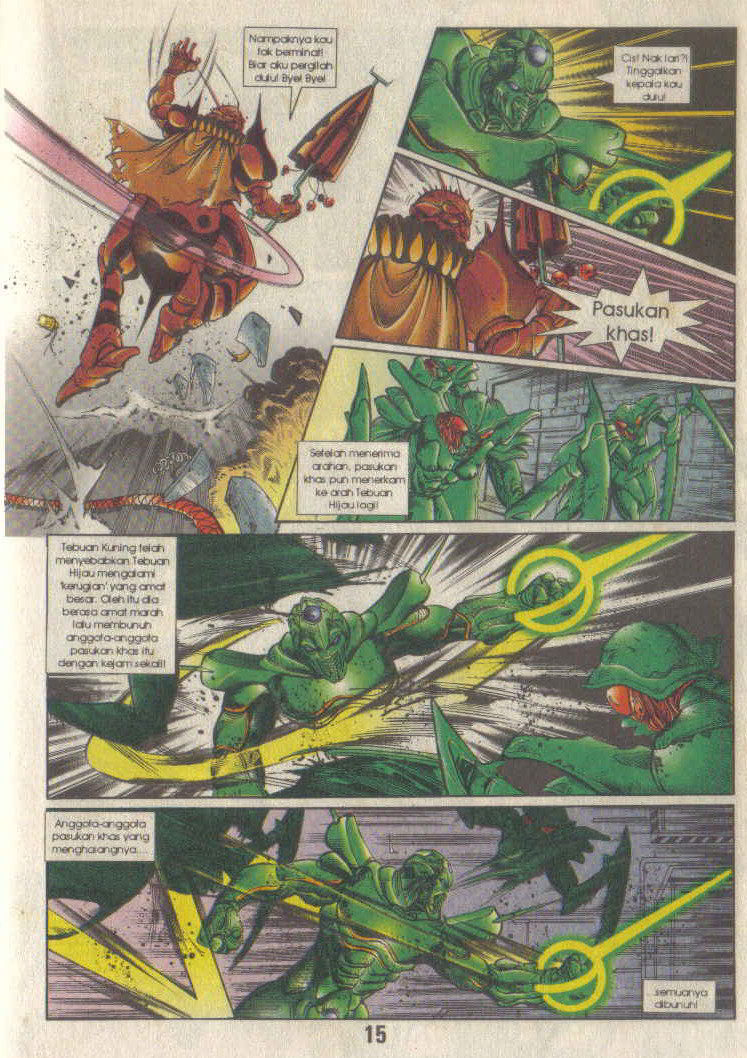 Nampaknya kau
tak berminat!
Biar aku pergilah
dulu! Bye! Bye!
Cis! Nak lari?!
Tinggalkan
kepala kau
dulu!
Pasukan
khas!
Setelah menerima
arahan, pasukan
khas pun menerkam
ke arah Tebuan
Hijau lagi!
Tebuan Kuning telah
menyebabkan Tebuan
Hijau mengalami
'kerugian' yang amat
besar. Oleh itu dia
berasa amat marah
lalu membunuh
anggota-anggota
pasukan khas itu
dengan kejam sekali!
Anggota-anggota
pasukan khas yang
menghalangnya....
...semuanya
dibunuh!
15